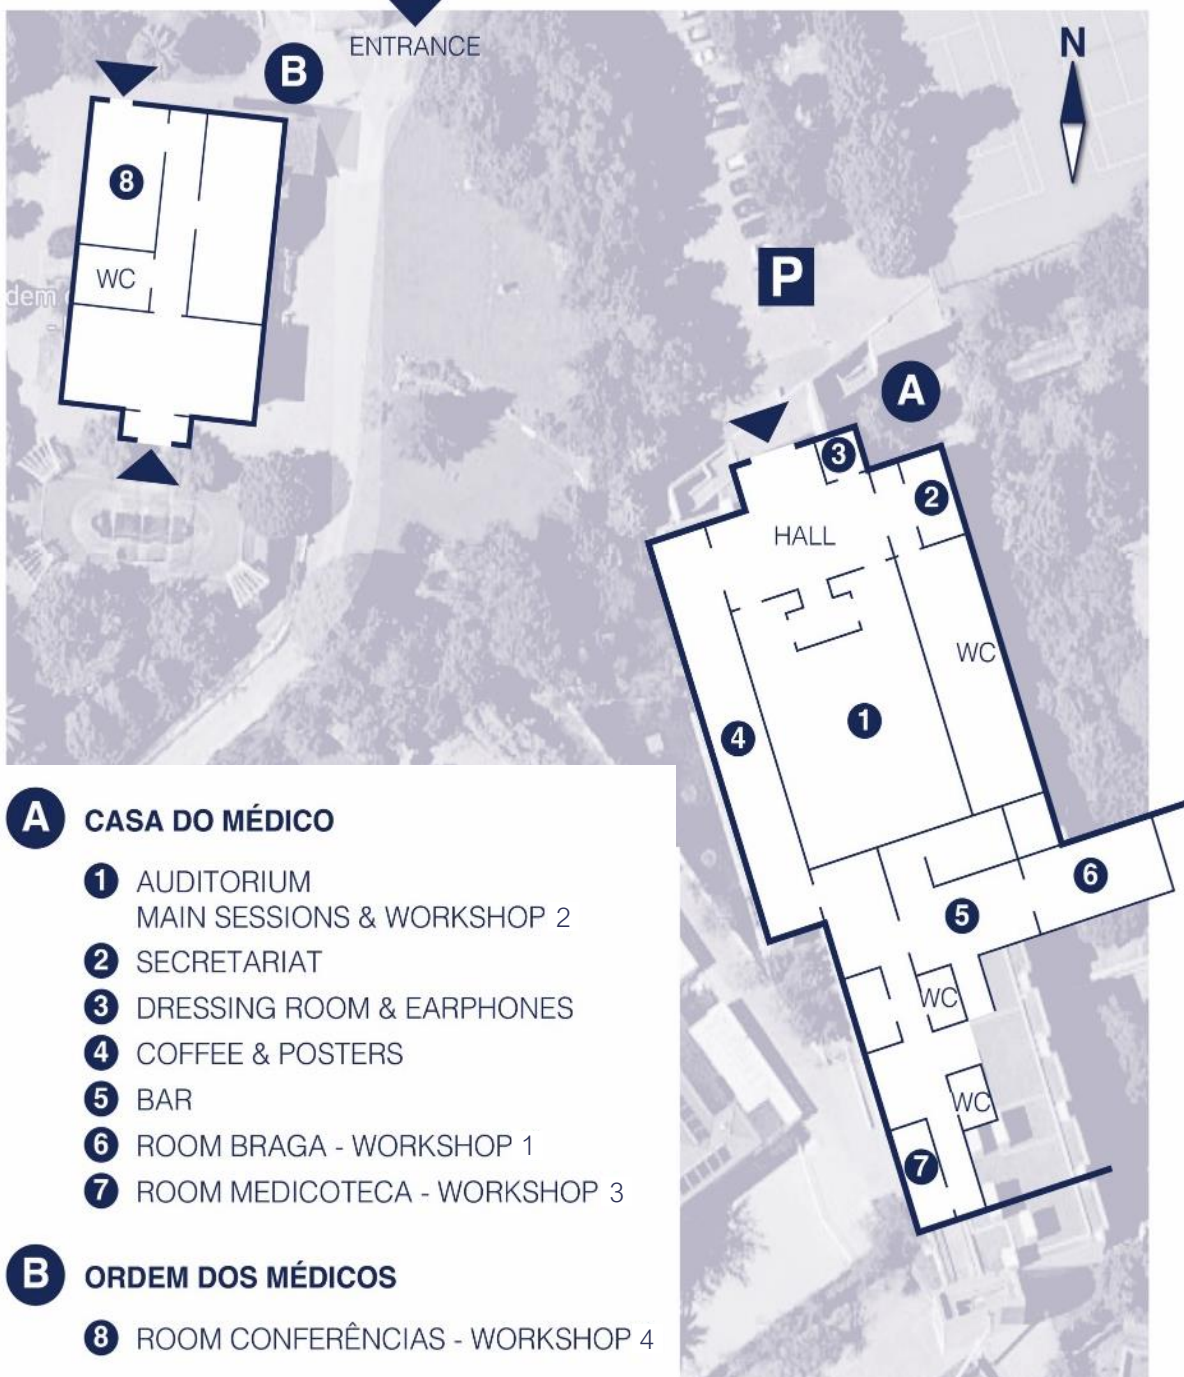 ENTRANCE
B
N
8
WC
dem
P
A
3
2
HALL
WC
1
4
6
5
WC
WC
7
A CASA DO MÉDICO
1 AUDITORIUM
MAIN SESSIONS & WORKSHOP 2
2 SECRETARIAT
3 DRESSING ROOM & EARPHONES
4 COFFEE & POSTERS
5 BAR
6 ROOM BRAGA - WORKSHOP 1
7 ROOM MEDICOTECA - WORKSHOP 3
B ORDEM DOS MÉDICOS
8 ROOM CONFERÊNCIAS - WORKSHOP 4